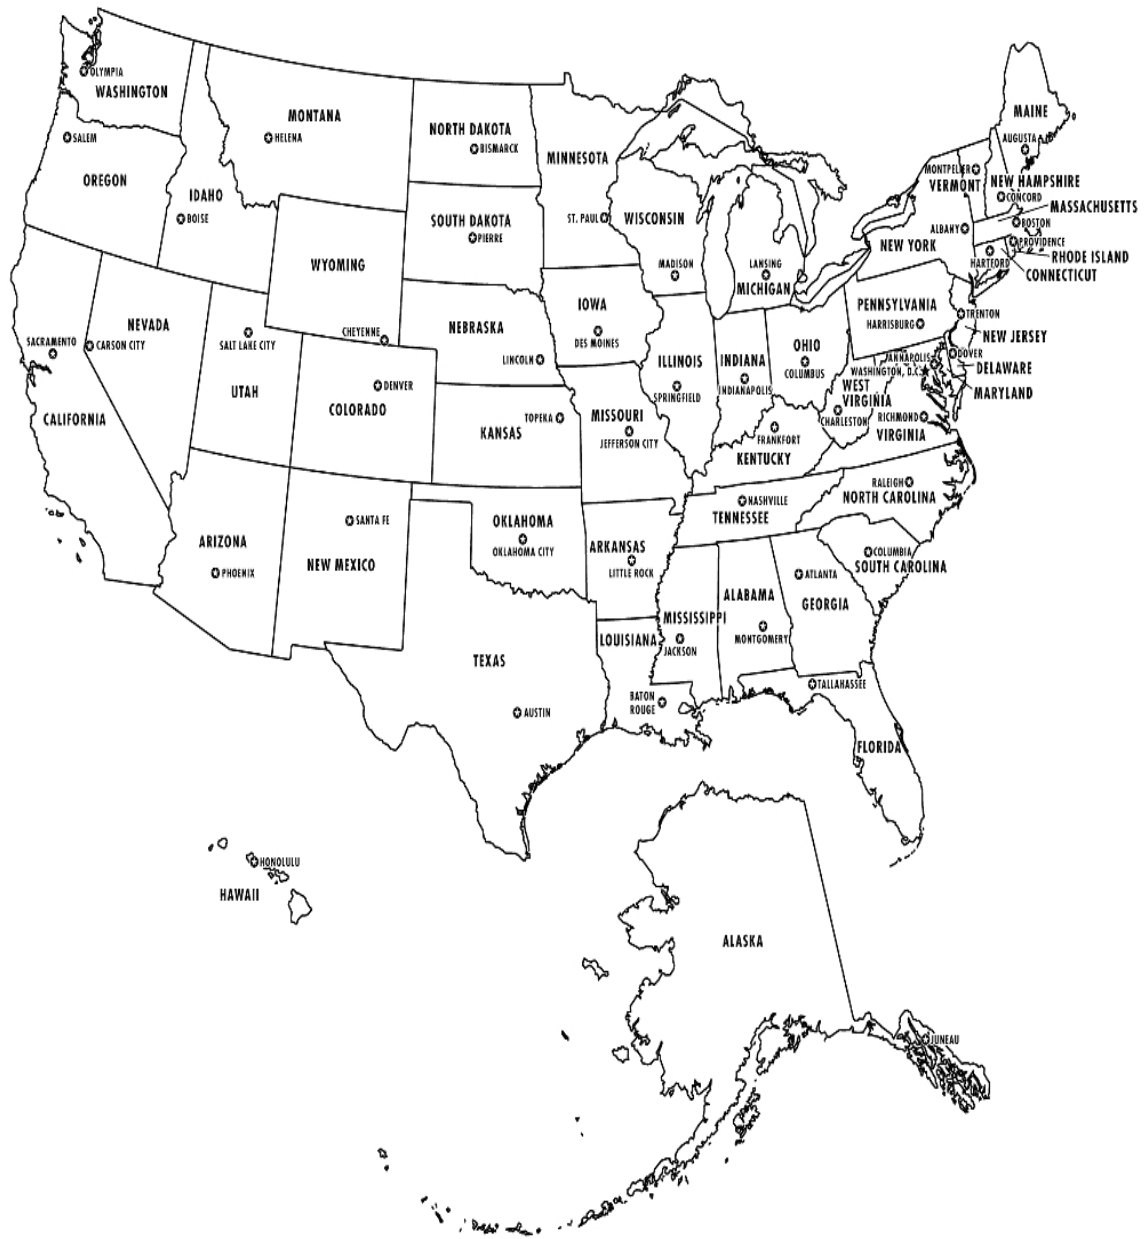 OLYMPIA
WASHINGTON
MONTANA
HELENA
NORTH DAKOTA
BISMARCK
MINNESOTA
ST. PAUL
MAINE
AUGUSTA
SALEM
OREGON
IDAHO
BOISE
SOUTH DAKOTA
PIERRE
WISCONSIN
MADISON
LANSING
MICHIGAN
MONTPELIER
VERMONT
NEW HAMPSHIRE
CONCORD
MASSACHUSETTS
BOSTON
ALBANY
NEW YORK
PROVIDENCE
RHODE ISLAND
HARTFORD
CONNECTICUT
WYOMING
CHEYENNE
NEBRASKA
LINCOLN
IOWA
DES MOINES
PENNSYLVANIA
HARRISBURG
TRENTON
NEW JERSEY
NEVADA
SACRAMENTO
CARSON CITY
SALT LAKE CITY
ILLINOIS
SPRINGFIELD
INDIANA
INDIANAPOLIS
OHIO
COLUMBUS
ANNAPOLIS
WASHINGTON, D.C.
DOVER
DELAWARE
MARYLAND
WEST
VIRGINIA
CHARLESTON
RICHMOND
VIRGINIA
CALIFORNIA
UTAH
DENVER
COLORADO
TOPEKA
KANSAS
MISSOURI
JEFFERSON CITY
FRANKFORT
KENTUCKY
RALEIGH
NORTH CAROLINA
NASHVILLE
TENNESSEE
ARIZONA
PHOENIX
SANTA FE
NEW MEXICO
OKLAHOMA
OKLAHOMA CITY
ARKANSAS
LITTLE ROCK
COLUMBIA
SOUTH CAROLINA
ATLANTA
GEORGIA
ALABAMA
MONTGOMERY
MISSISSIPPI
JACKSON
LOUISIANA
BATON
ROUGE
TEXAS
AUSTIN
TALLAHASSEE
FLORIDA
HONOLULU
HAWAII
ALASKA
JUNEAU